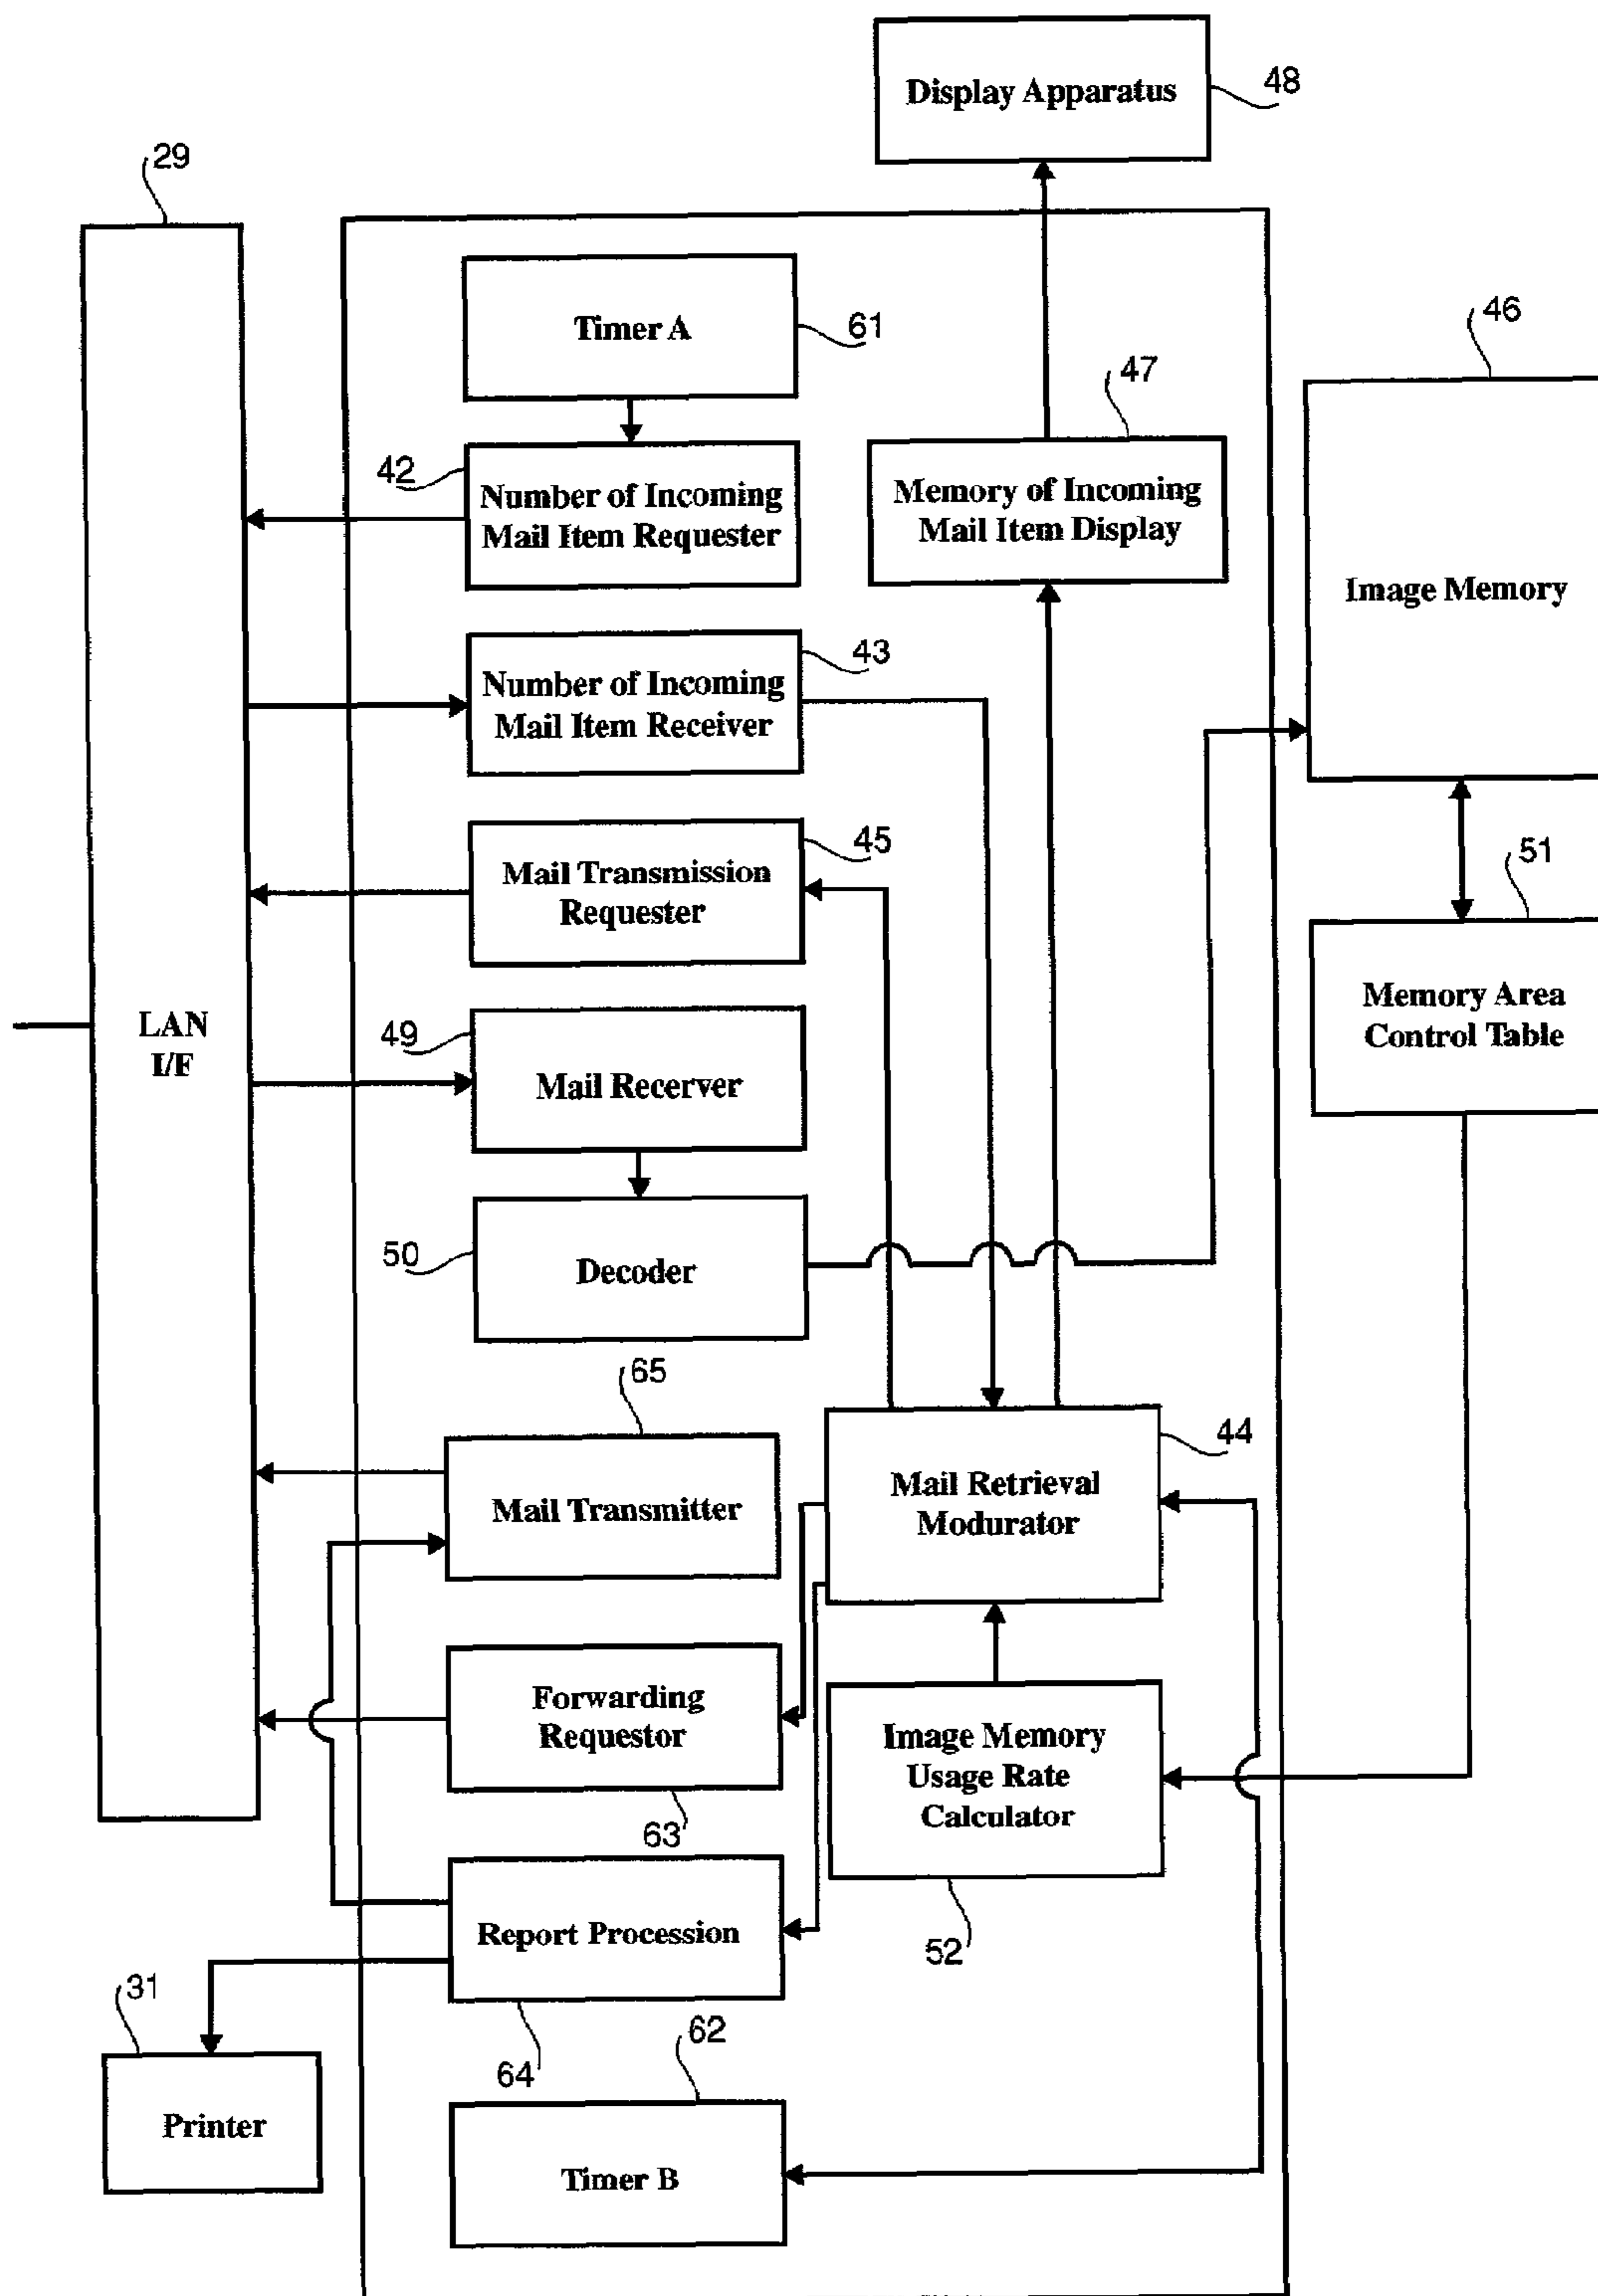 Display Apparatus
48
29
Timer A
61
46
47
42
Number of Incoming
Mail Item Requester
Memory of Incoming
Mail Item Display
Image Memory
43
Number of Incoming
Mail Item Receiver
45
Mail Transmission
Requester
51
Memory Area
Control Table
LAN
I/F
49
Mail Recerver
50
Decoder
65
44
Mail Retrieval
Modurator
Mail Transmitter
Forwarding
Requestor
63
Image Memory
Usage Rate
Calculator
52
Report Procession
64
31
Printer
62
Timer B